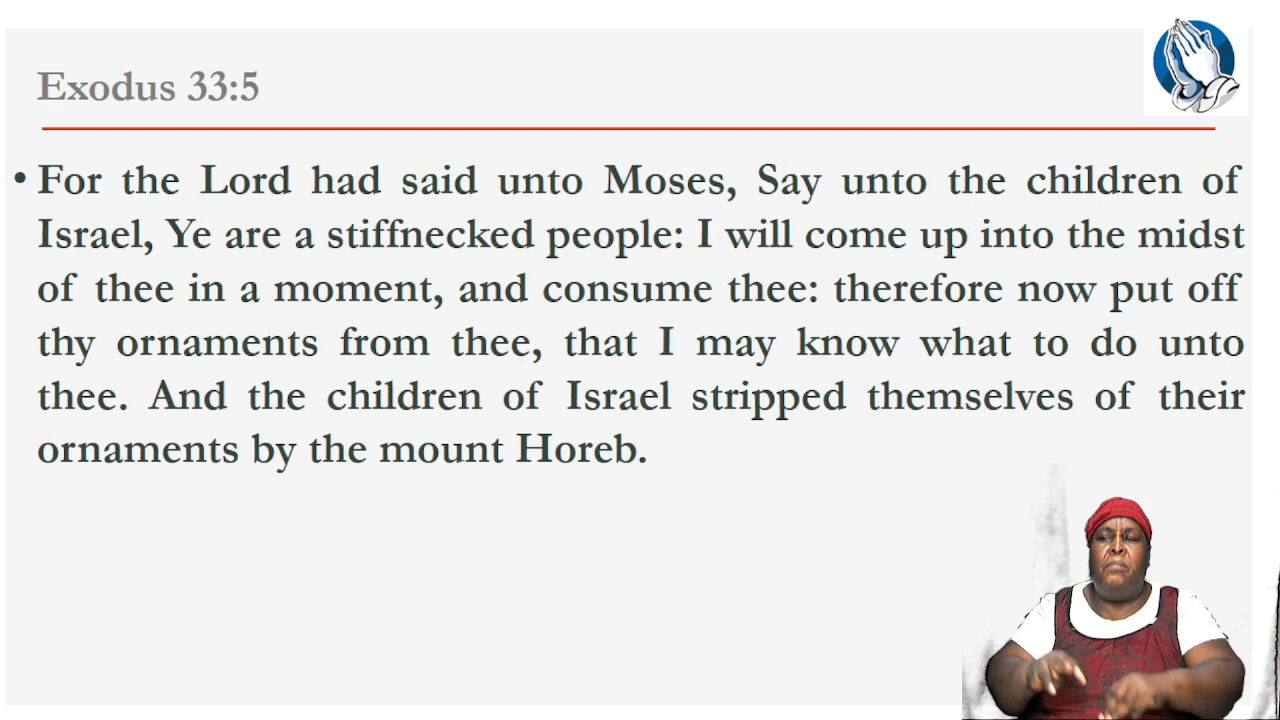 Exodus 33:5
• For the Lord had said unto Moses, Say unto the children of
Israel, Ye are a stiffnecked people: I will come up into the midst
of thee in a moment, and consume thee: therefore now put off
thy ornaments from thee, that I may know what to do unto
thee. And the children of Israel stripped themselves of their
ornaments by the mount Horeb.